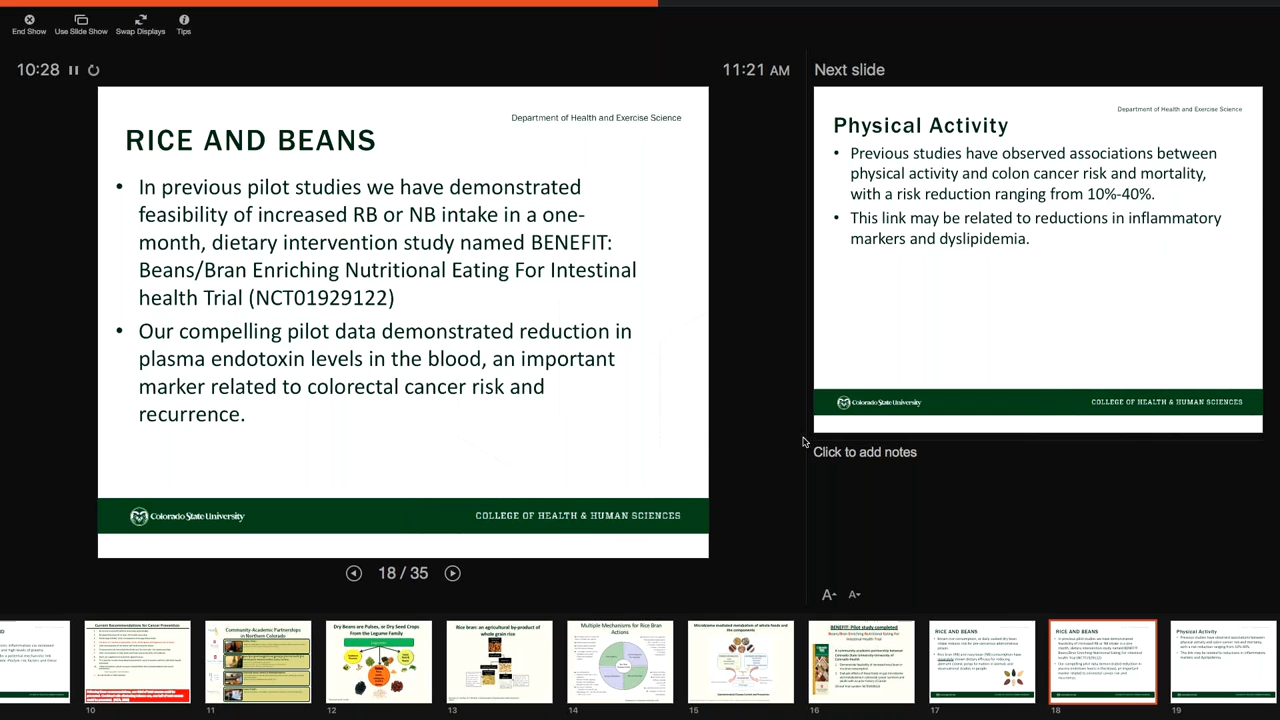 End Show
Use Slide Show
Swap Displays
Tips
10:28
11:21 AM
Next slide
Department of Health and Exercise Science
RICE AND BEANS
• In previous pilot studies we have demonstrated
feasibility of increased RB or NB intake in a one-
month, dietary intervention study named BENEFIT:
Beans/Bran Enriching Nutritional Eating For Intestinal
health Trial (NCT01929122)
• Our compelling pilot data demonstrated reduction in
plasma endotoxin levels in the blood, an important
marker related to colorectal cancer risk and
recurrence.
Colorado State University
COLLEGE OF HEALTH & HUMAN SCIENCES
18 / 35
Department of Health and Exercise Science
Physical Activity
• Previous studies have observed associations between
physical activity and colon cancer risk and mortality,
with a risk reduction ranging from 10%-40%.
• This link may be related to reductions in inflammatory
markers and dyslipidemia.
Colorado State University
COLLEGE OF HEALTH & HUMAN SCIENCES
Click to add notes
A A
Current Recommendations for Cancer Prevention
Community-Academic Partnerships
in Northern Colorado
Dry Beans are Pulses, or Dry Seed Crops
From the Legume Family
Rice bran: an agricultural by-product of
whole grain rice
Multiple Mechanisms for Rice Bran
Actions
Microbiome-mediated metabolism of whole foods and
the components
BENEFIT: Pilot study completed
RICE AND BEANS
RICE AND BEANS
Physical Activity
10
11
12
13
14
15
16
17
18
19